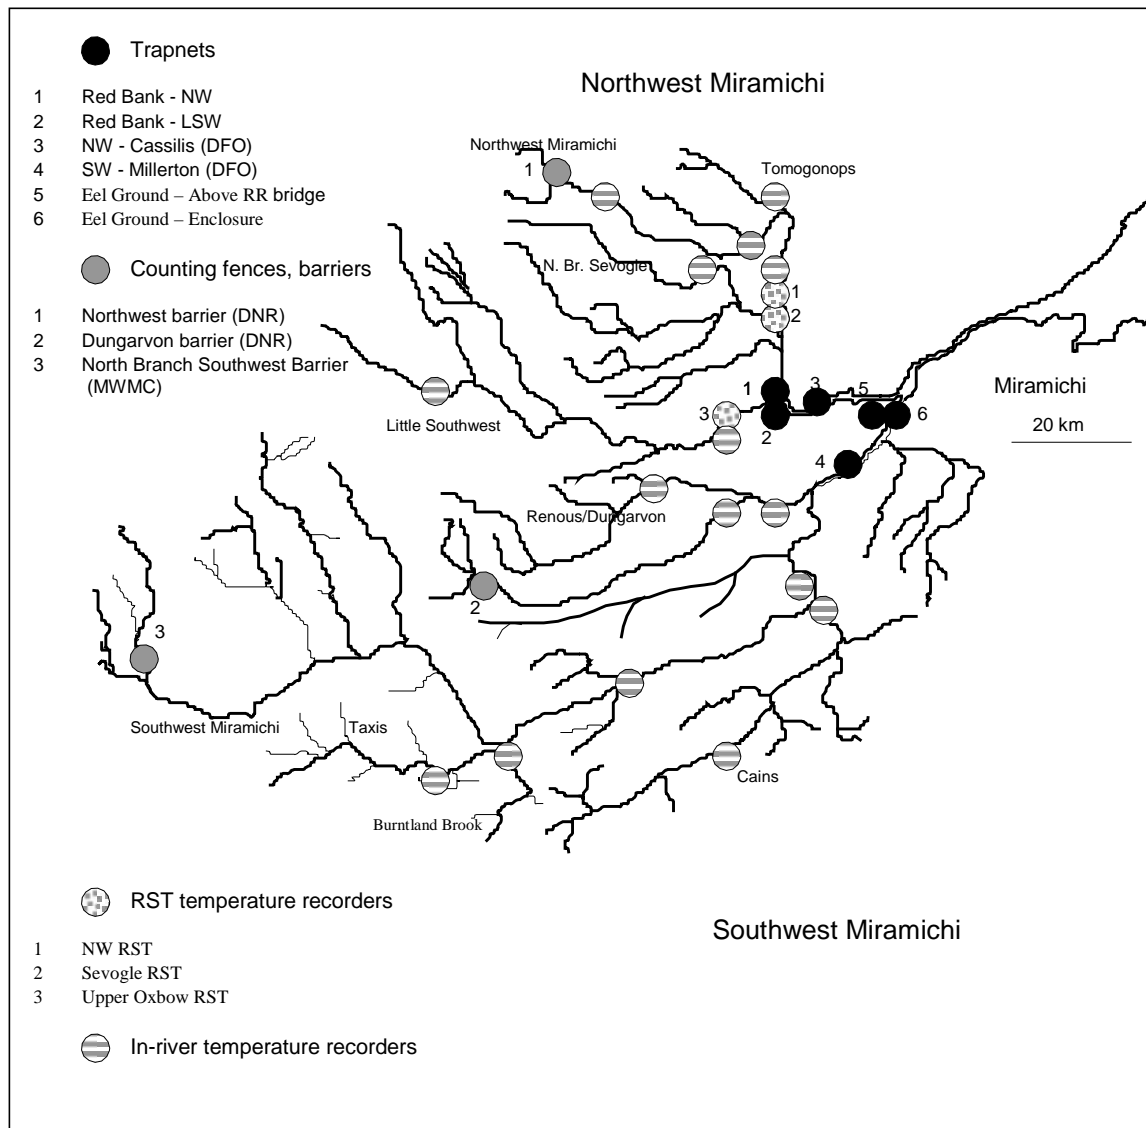 Trapnets
1 Red Bank - NW
2 Red Bank - LSW
3 NW - Cassilis (DFO)
4 SW - Millerton (DFO)
5 Eel Ground – Above RR bridge
6 Eel Ground – Enclosure
Counting fences, barriers
1 Northwest barrier (DNR)
2 Dungarvon barrier (DNR)
3 North Branch Southwest Barrier
(MWMC)
Northwest Miramichi
Northwest Miramichi
1
Tomogonops
N. Br. Sevogle
1
2
1
3
5
Miramichi
3
6
20 km
2
Little Southwest
4
Renous/Dungarvon
2
3
Southwest Miramichi
Taxis
Cains
Burntland Brook
RST temperature recorders
1 NW RST
2 Sevogle RST
3 Upper Oxbow RST
Southwest Miramichi
In-river temperature recorders